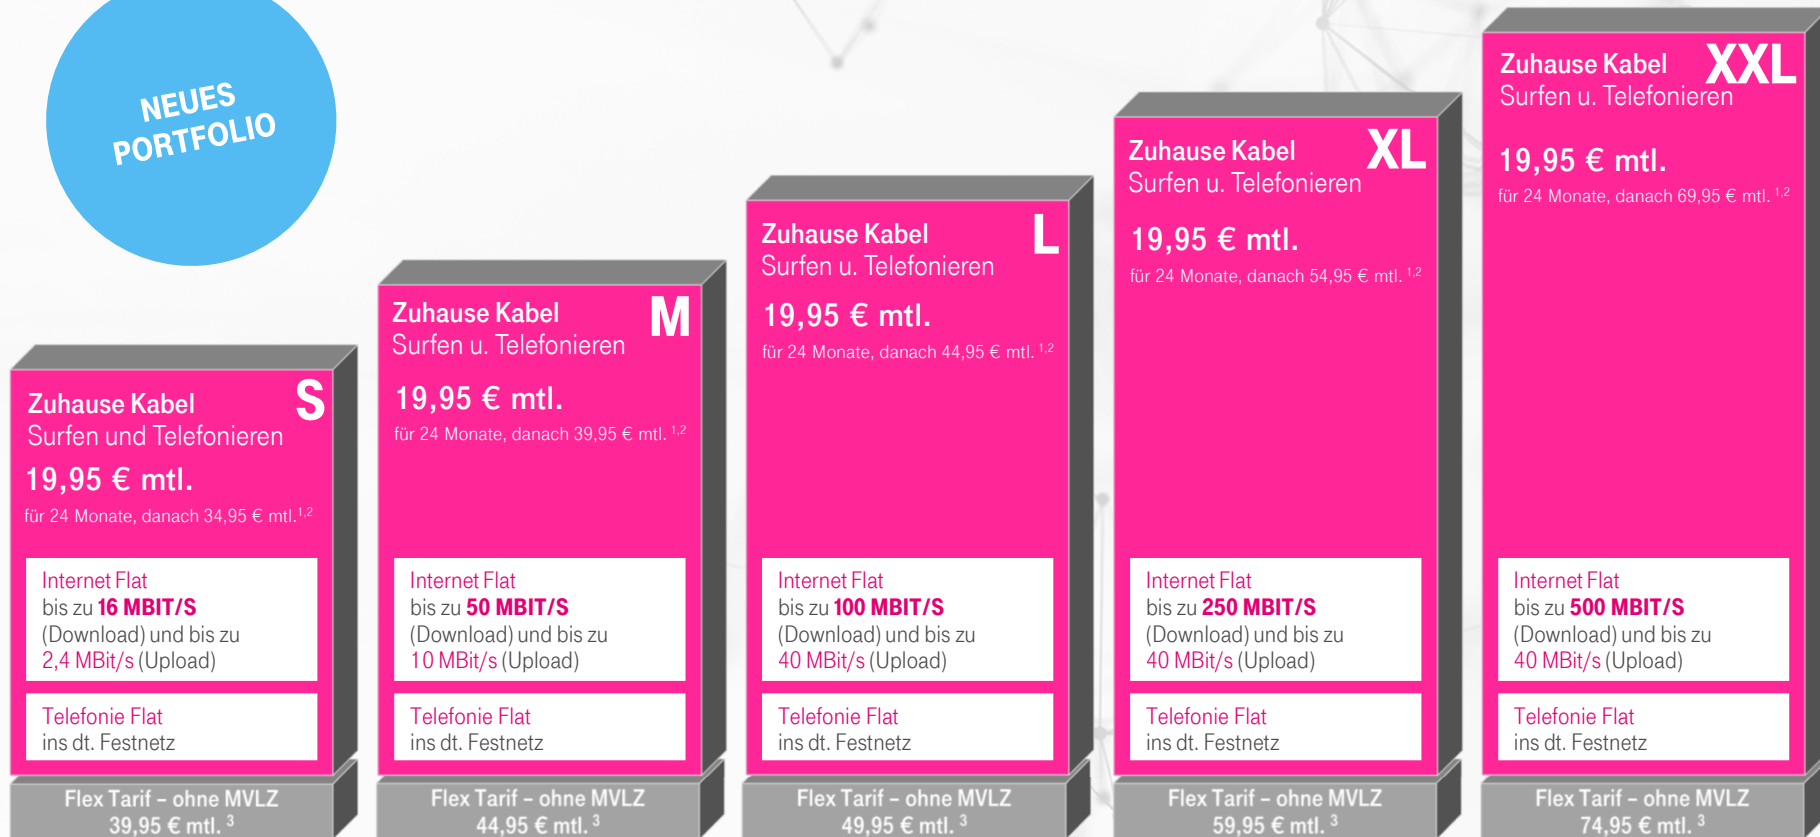 NEUES
PORTFOLIO
Zuhause Kabel S
Surfen und Telefonieren
19,95 € mtl.
für 24 Monate, danach 34,95 € mtl.1,2
Internet Flat
bis zu 16 MBIT/S
(Download) und bis zu
2,4 MBit/s (Upload)
Telefonie Flat
ins dt. Festnetz
Flex Tarif – ohne MVLZ
39,95 € mtl. 3
Zuhause Kabel M
Surfen u. Telefonieren
19,95 € mtl.
für 24 Monate, danach 39,95 € mtl. 1,2
Internet Flat
bis zu 50 MBIT/S
(Download) und bis zu
10 MBit/s (Upload)
Telefonie Flat
ins dt. Festnetz
Flex Tarif – ohne MVLZ
44,95 € mtl. 3
Zuhause Kabel L
Surfen u. Telefonieren
19,95 € mtl.
für 24 Monate, danach 44,95 € mtl. 1,2
Internet Flat
bis zu 100 MBIT/S
(Download) und bis zu
40 MBit/s (Upload)
Telefonie Flat
ins dt. Festnetz
Flex Tarif – ohne MVLZ
49,95 € mtl. 3
Zuhause Kabel XL
Surfen u. Telefonieren
19,95 € mtl.
für 24 Monate, danach 54,95 € mtl. 1,2
Internet Flat
bis zu 250 MBIT/S
(Download) und bis zu
40 MBit/s (Upload)
Telefonie Flat
ins dt. Festnetz
Flex Tarif – ohne MVLZ
59,95 € mtl. 3
Zuhause Kabel XXL
Surfen u. Telefonieren
19,95 € mtl.
für 24 Monate, danach 69,95 € mtl. 1,2
Internet Flat
bis zu 500 MBIT/S
(Download) und bis zu
40 MBit/s (Upload)
Telefonie Flat
ins dt. Festnetz
Flex Tarif – ohne MVLZ
74,95 € mtl. 3